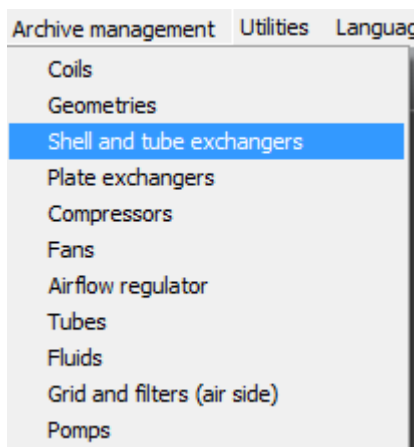 Archive management Utilities Languag
Coils
Geometries
Shell and tube exchangers
Plate exchangers
Compressors
Fans
Airflow regulator
Tubes
Fluids
Grid and filters (air side)
Pomps